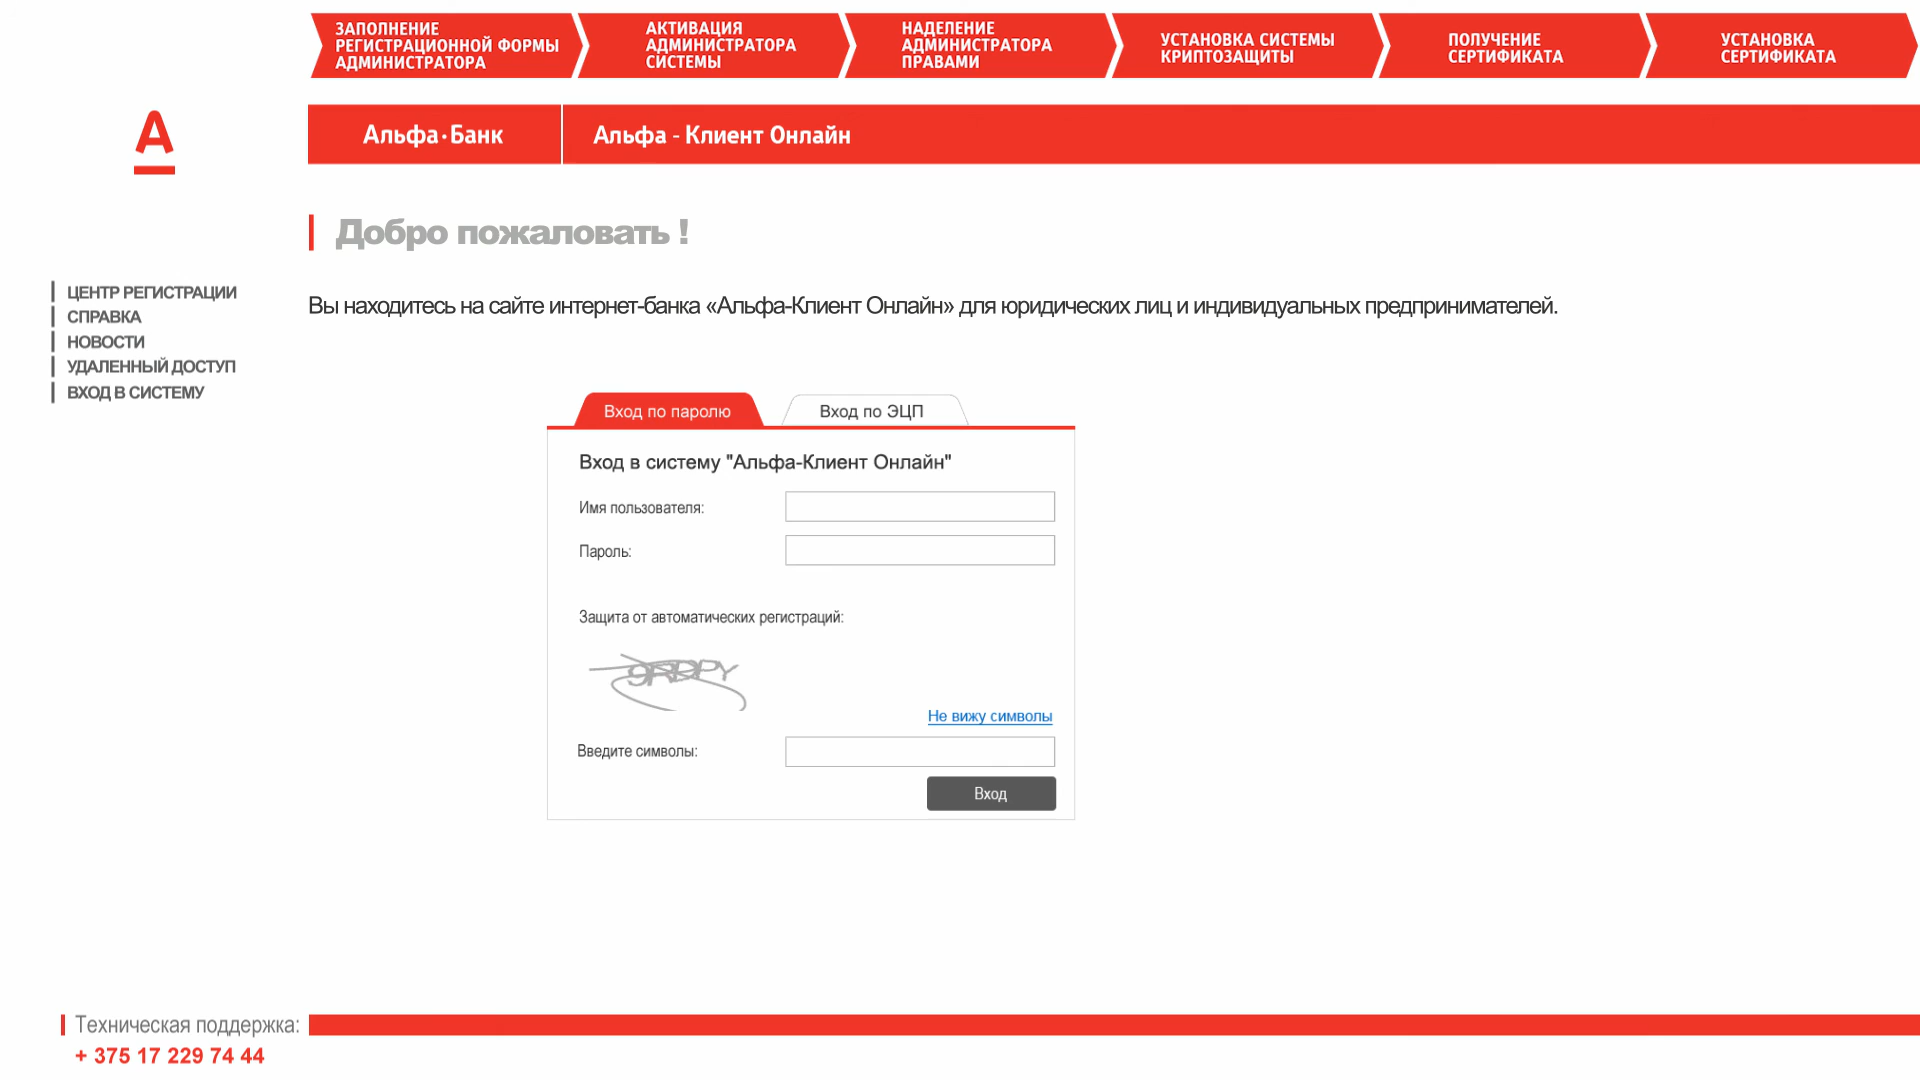 ЗАПОЛНЕНИЕ
РЕГИСТРАЦИОННОЙ ФОРМЫ
АДМИНИСТРАТОРА
АКТИВАЦИЯ
АДМИНИСТРАТОРА
СИСТЕМЫ
НАДЕЛЕНИЕ
АДМИНИСТРАТОРА
ПРАВАМИ
УСТАНОВКА СИСТЕМЫ
КРИПТОЗАЩИТЫ
ПОЛУЧЕНИЕ
СЕРТИФИКАТА
УСТАНОВКА
СЕРТИФИКАТА
А
Альфа·Банк
Альфа - Клиент Онлайн
Добро пожаловать !
ЦЕНТР РЕГИСТРАЦИИ
СПРАВКА
НОВОСТИ
УДАЛЕННЫЙ ДОСТУП
ВХОД В СИСТЕМУ
Вы находитесь на сайте интернет-банка «Альфа-Клиент Онлайн» для юридических лиц и индивидуальных предпринимателей.
Вход по паролю
Вход по ЭЦП
Вход в систему "Альфа-Клиент Онлайн"
Имя пользователя:
Пароль:
Защита от автоматических регистраций:
Не вижу символы
Введите символы:
Вход
Техническая поддержка:
+ 375 17 229 74 44